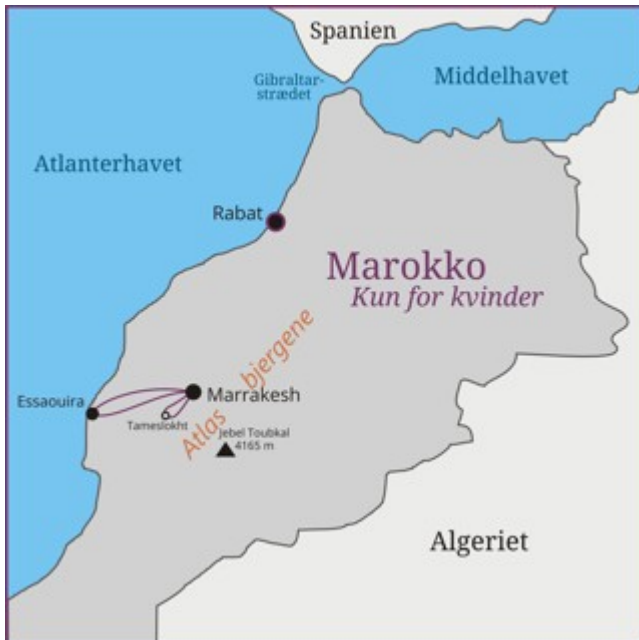 Spanien
Gibraltar-
strædet
Middelhavet
Atlanterhavet
Rabat
Marokko
Kun for kvinder
Atlas bjergene
Essaouira
Marrakesh
Tameslokht
Jebel Toubkal
4165 m
Algeriet